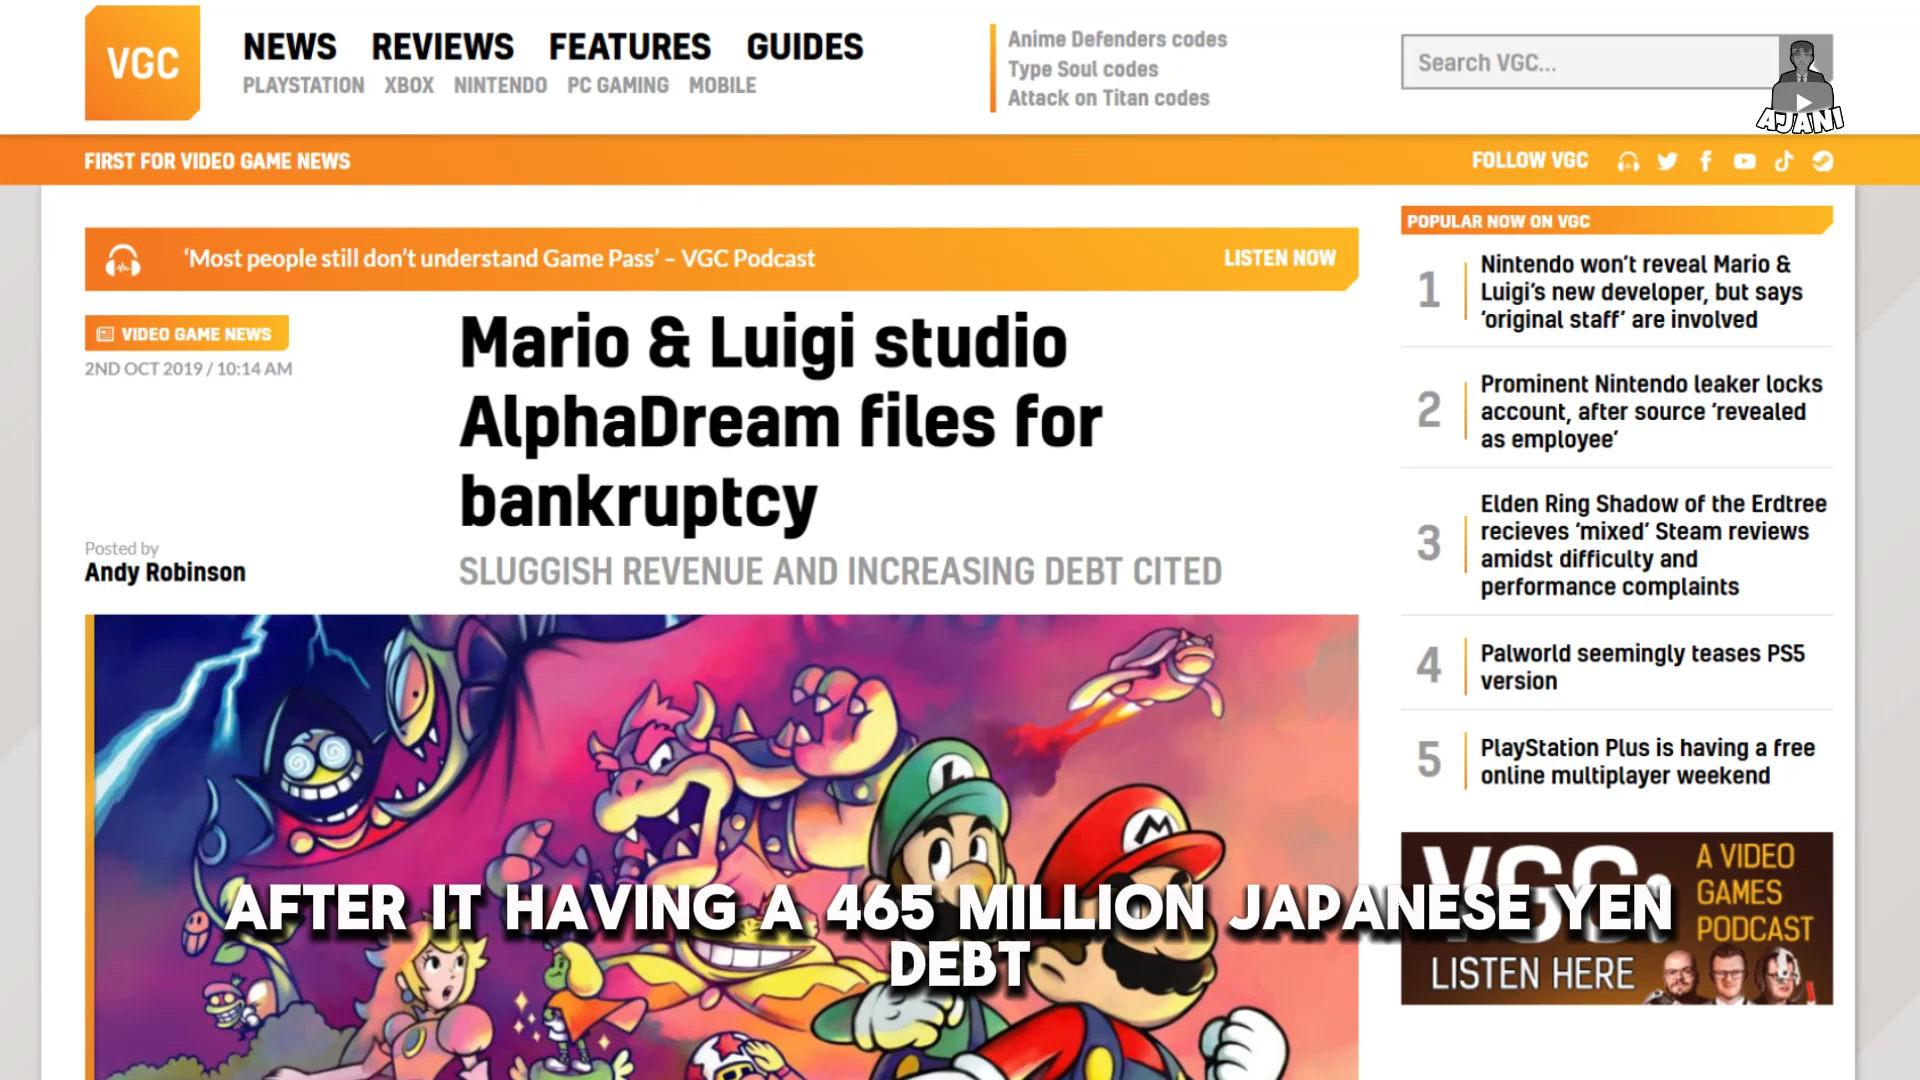 VGC
NEWS REVIEWS FEATURES GUIDES
PLAYSTATION XBOX NINTENDO PC GAMING MOBILE
Anime Defenders codes
Type Soul codes
Attack on Titan codes
Search VGC...
AJANI
FIRST FOR VIDEO GAME NEWS
FOLLOW VGC
‘Most people still don’t understand Game Pass’ – VGC Podcast
LISTEN NOW
VIDEO GAME NEWS
2ND OCT 2019 / 10:14 AM
Mario & Luigi studio
AlphaDream files for
bankruptcy
SLUGGISH REVENUE AND INCREASING DEBT CITED
Posted by
Andy Robinson
POPULAR NOW ON VGC
1
Nintendo won’t reveal Mario &
Luigi’s new developer, but says
‘original staff’ are involved
2
Prominent Nintendo leaker locks
account, after source ‘revealed
as employee’
3
Elden Ring Shadow of the Erdtree
recieves ‘mixed’ Steam reviews
amidst difficulty and
performance complaints
4
Palworld seemingly teases PS5
version
5
PlayStation Plus is having a free
online multiplayer weekend
L
M
VGC:
A VIDEO
GAMES
PODCAST
LISTEN HERE
AFTER IT HAVING A 465 MILLION JAPANESE YEN
DEBT